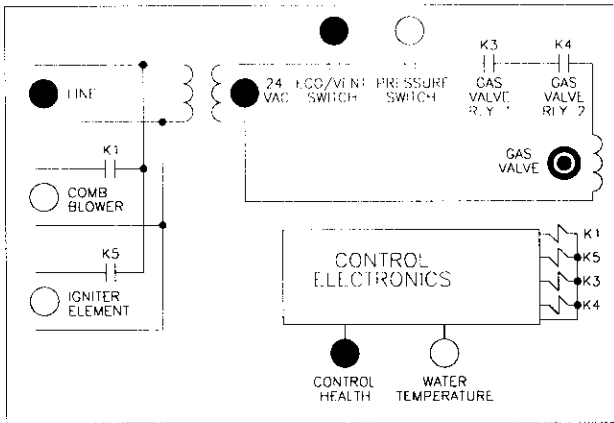 K3 K4
LINE
24 VAC
ECO/VENT SWITCH
PRESSURE SWITCH
GAS VALVE RLY 1
GAS VALVE RLY 2
K1
GAS VALVE
COMB BLOWER
K5
IGNITER ELEMENT
CONTROL ELECTRONICS
K1
K5
K3
K4
CONTROL HEALTH
WATER TEMPERATURE